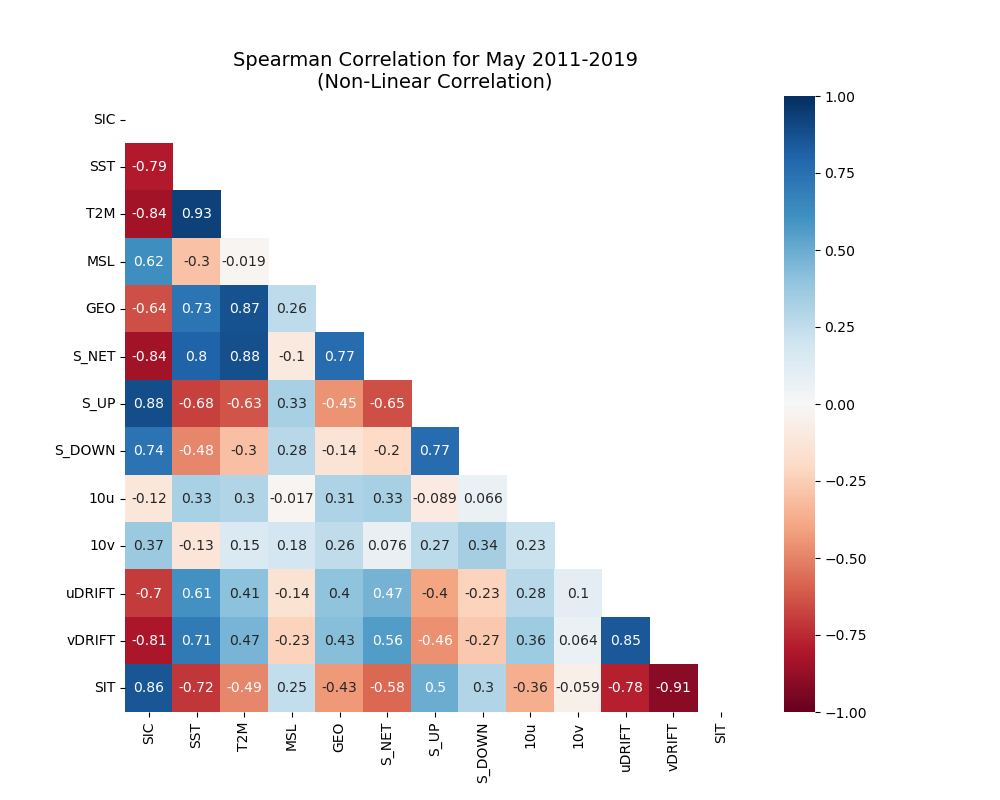 Spearman Correlation for May 2011-2019
(Non-Linear Correlation)
SIC
SST -0.79
T2M -0.84 0.93
MSL 0.62 -0.3 -0.019
GEO -0.64 0.73 0.87 0.26
S_NET -0.84 0.8 0.88 -0.1 0.77
S_UP 0.88 -0.68 -0.63 0.33 -0.45 -0.65
S_DOWN 0.74 -0.48 -0.3 0.28 -0.14 -0.2 0.77
10u -0.12 0.33 0.3 -0.017 0.31 0.33 -0.089 0.066
10v 0.37 -0.13 0.15 0.18 0.26 0.076 0.27 0.34 0.23
uDRIFT -0.7 0.61 0.41 -0.14 0.4 0.47 -0.4 -0.23 0.28 0.1
vDRIFT -0.81 0.71 0.47 -0.23 0.43 0.56 -0.46 -0.27 0.36 0.064 0.85
SIT 0.86 -0.72 -0.49 0.25 -0.43 -0.58 0.5 0.3 -0.36 -0.059 -0.78 -0.91
SIC SST T2M MSL GEO S_NET S_UP S_DOWN 10u 10v uDRIFT vDRIFT SIT
1.00
0.75
0.50
0.25
0.00
−0.25
−0.50
−0.75
−1.00